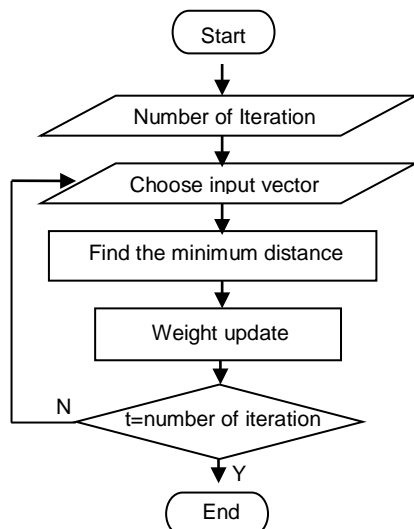 Start
Number of Iteration
Choose input vector
Find the minimum distance
Weight update
N
t=number of iteration
Y
End